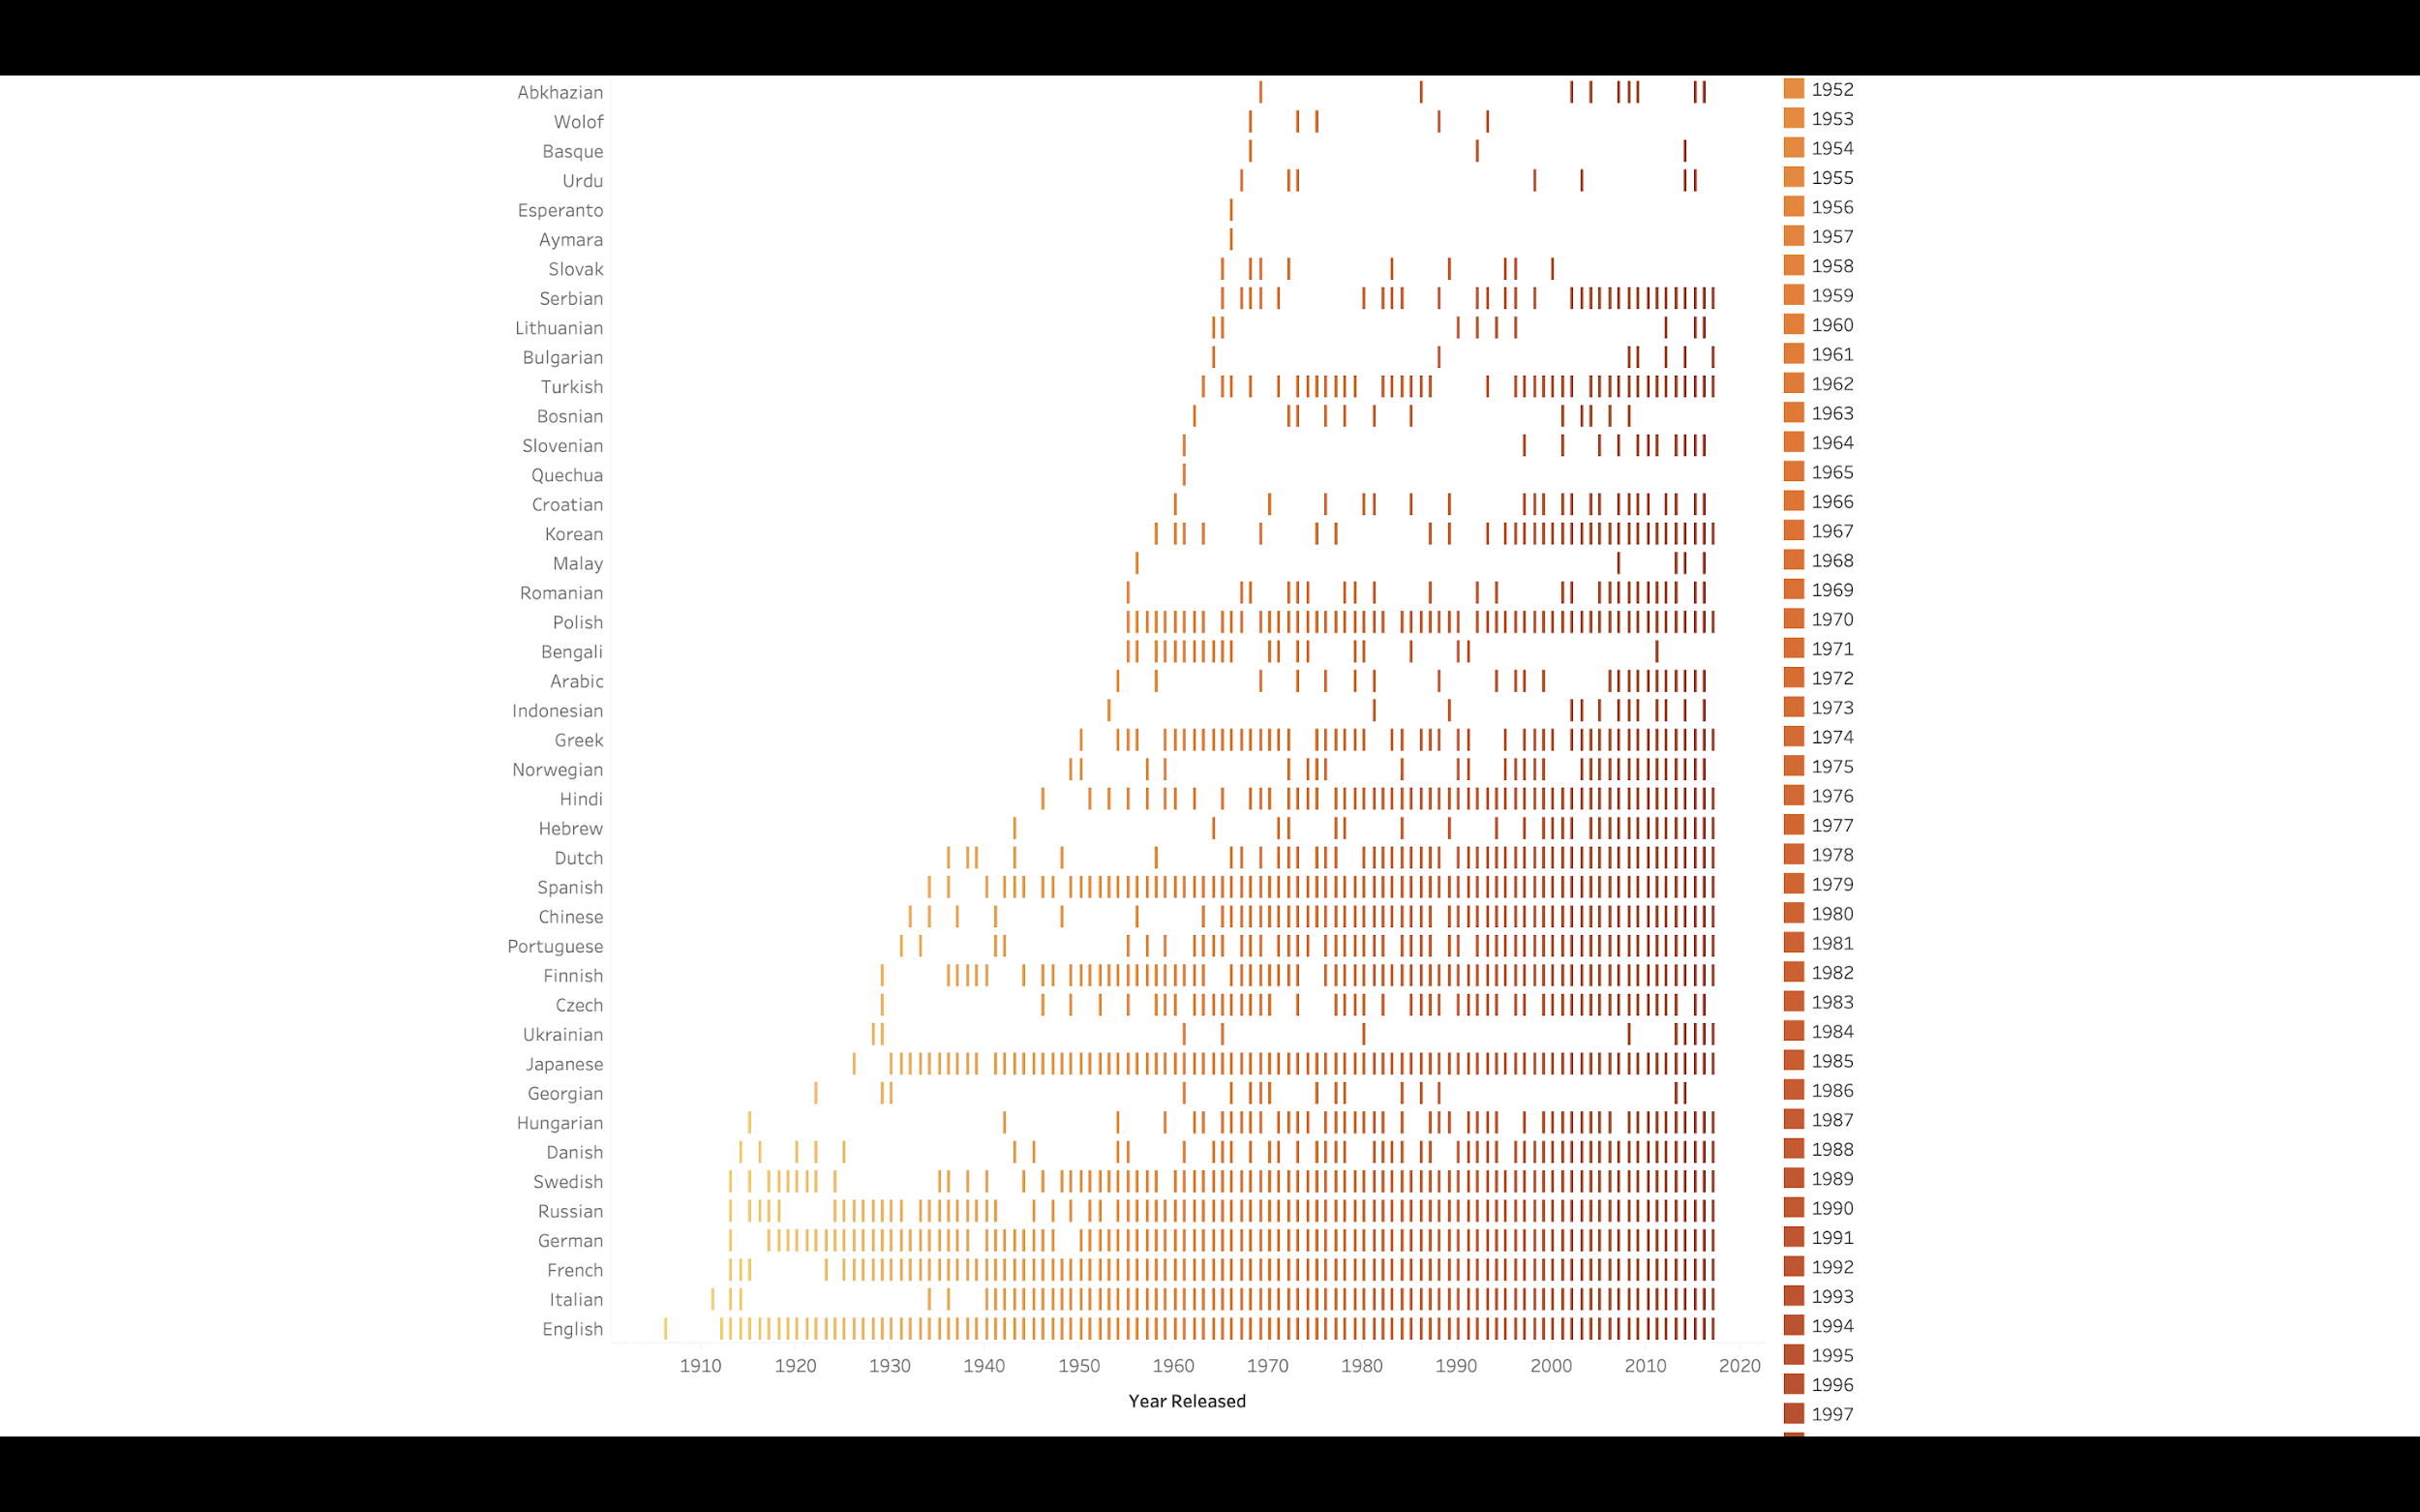 Abkhazian
Wolof
Basque
Urdu
Esperanto
Aymara
Slovak
Serbian
Lithuanian
Bulgarian
Turkish
Bosnian
Slovenian
Quechua
Croatian
Korean
Malay
Romanian
Polish
Bengali
Arabic
Indonesian
Greek
Norwegian
Hindi
Hebrew
Dutch
Spanish
Chinese
Portuguese
Finnish
Czech
Ukrainian
Japanese
Georgian
Hungarian
Danish
Swedish
Russian
German
French
Italian
English
1910 1920 1930 1940 1950 1960 1970 1980 1990 2000 2010 2020
Year Released
1952
1953
1954
1955
1956
1957
1958
1959
1960
1961
1962
1963
1964
1965
1966
1967
1968
1969
1970
1971
1972
1973
1974
1975
1976
1977
1978
1979
1980
1981
1982
1983
1984
1985
1986
1987
1988
1989
1990
1991
1992
1993
1994
1995
1996
1997